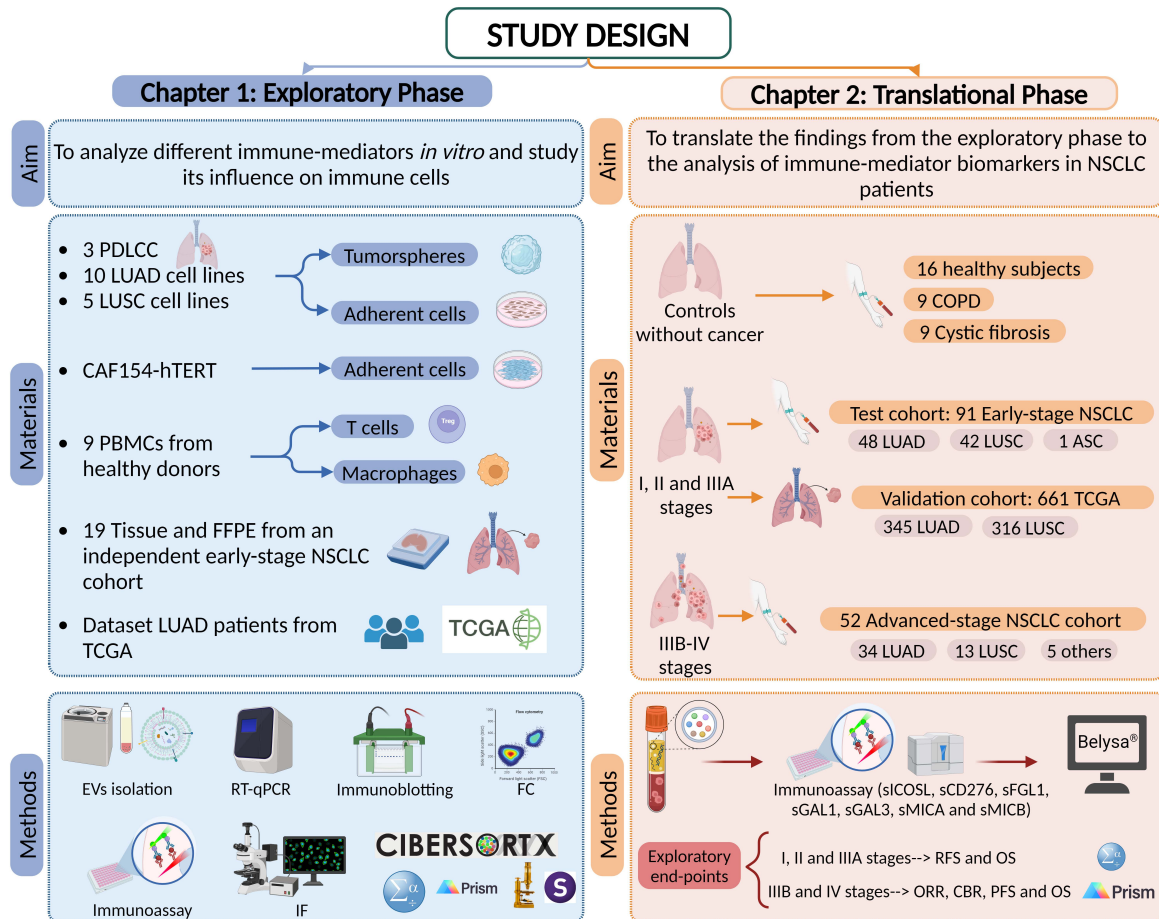 STUDY DESIGN
Chapter 1: Exploratory Phase
Aim
To analyze different immune-mediators in vitro and study
its influence on immune cells
Materials
• 3 PDLCC
• 10 LUAD cell lines
• 5 LUSC cell lines
Tumorspheres
Adherent cells
• CAF154-hTERT
Adherent cells
• 9 PBMCs from
healthy donors
T cells
Treg
Macrophages
• 19 Tissue and FFPE from an
independent early-stage NSCLC
cohort
• Dataset LUAD patients from
TCGA
TCGA
Methods
EVs isolation
RT-qPCR
Immunoblotting
Flow cytometry
FC
Immunoassay
IF
CIBERSORTX
Σα÷
Prism
S
Chapter 2: Translational Phase
Aim
To translate the findings from the exploratory phase to
the analysis of immune-mediator biomarkers in NSCLC
patients
Materials
Controls
without cancer
16 healthy subjects
9 COPD
9 Cystic fibrosis
I, II and IIIA
stages
Test cohort: 91 Early-stage NSCLC
48 LUAD 42 LUSC 1 ASC
Validation cohort: 661 TCGA
345 LUAD 316 LUSC
IIIB-IV
stages
52 Advanced-stage NSCLC cohort
34 LUAD 13 LUSC 5 others
Methods
Immunoassay (sICOSL, sCD276, sFGL1,
sGAL1, sGAL3, sMICA and sMICB)
Belysa®
Exploratory
end-points
I, II and IIIA stages--> RFS and OS
IIIB and IV stages--> ORR, CBR, PFS and OS
Σα÷
Prism